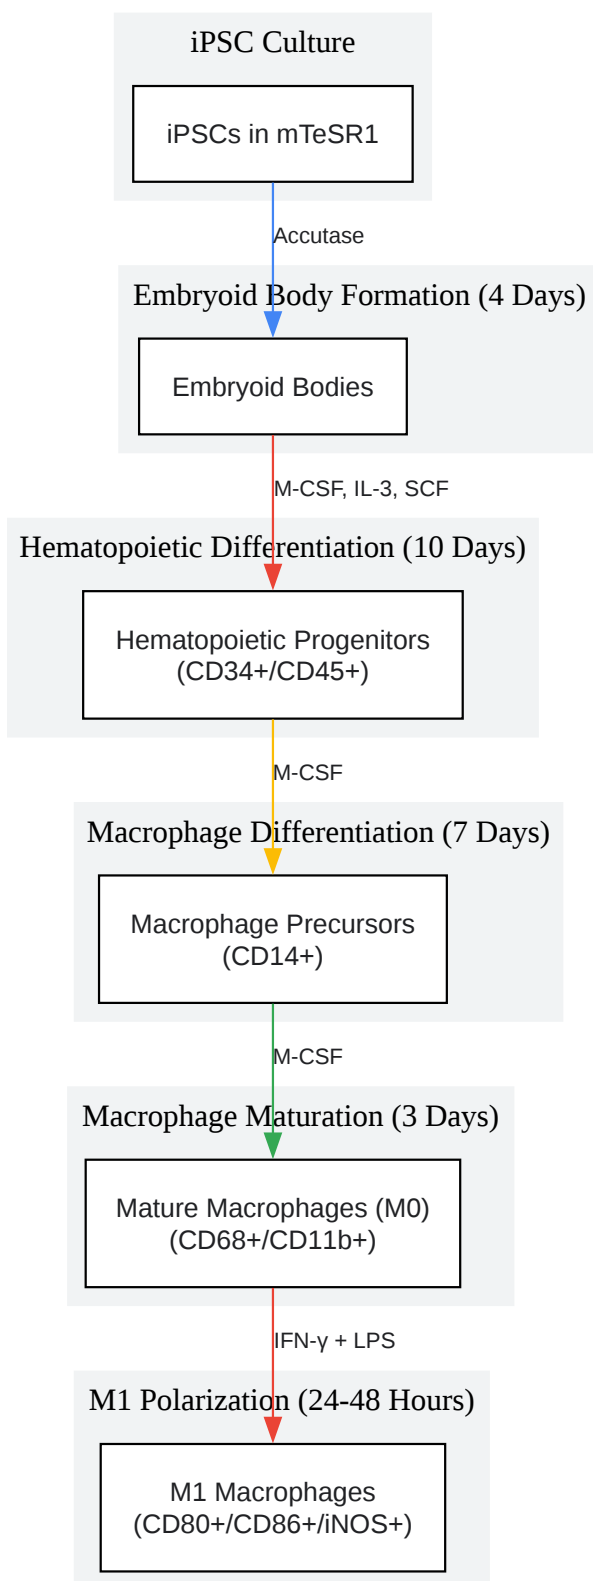 iPSC Culture
iPSCs in mTeSR1
Accutase
Embryoid Body Formation (4 Days)
Embryoid Bodies
M-CSF, IL-3, SCF
Hematopoietic Differentiation (10 Days)
Hematopoietic Progenitors
(CD34+/CD45+)
M-CSF
Macrophage Differentiation (7 Days)
Macrophage Precursors
(CD14+)
M-CSF
Macrophage Maturation (3 Days)
Mature Macrophages (M0)
(CD68+/CD11b+)
IFN-γ + LPS
M1 Polarization (24-48 Hours)
M1 Macrophages
(CD80+/CD86+/iNOS+)